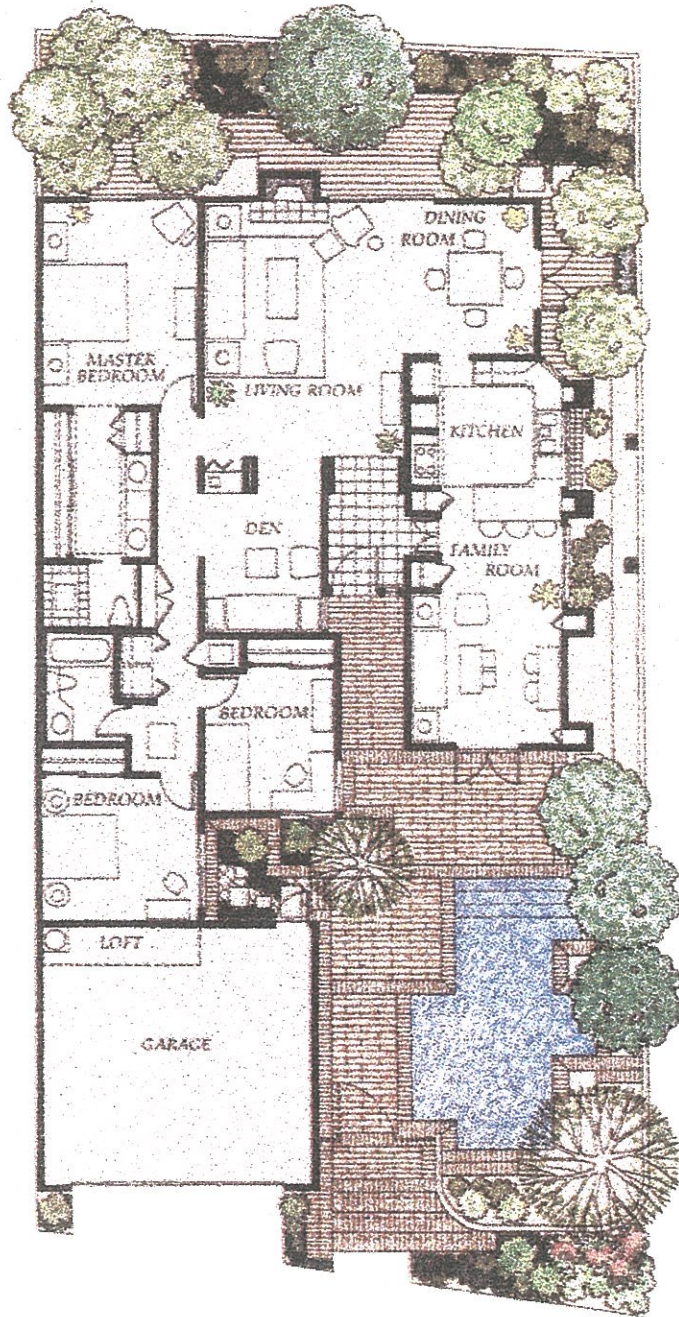 DINING
ROOM
MASTER
BEDROOM
LIVING ROOM
KITCHEN
DEN
FAMILY
ROOM
BEDROOM
BEDROOM
LOFT
GARAGE